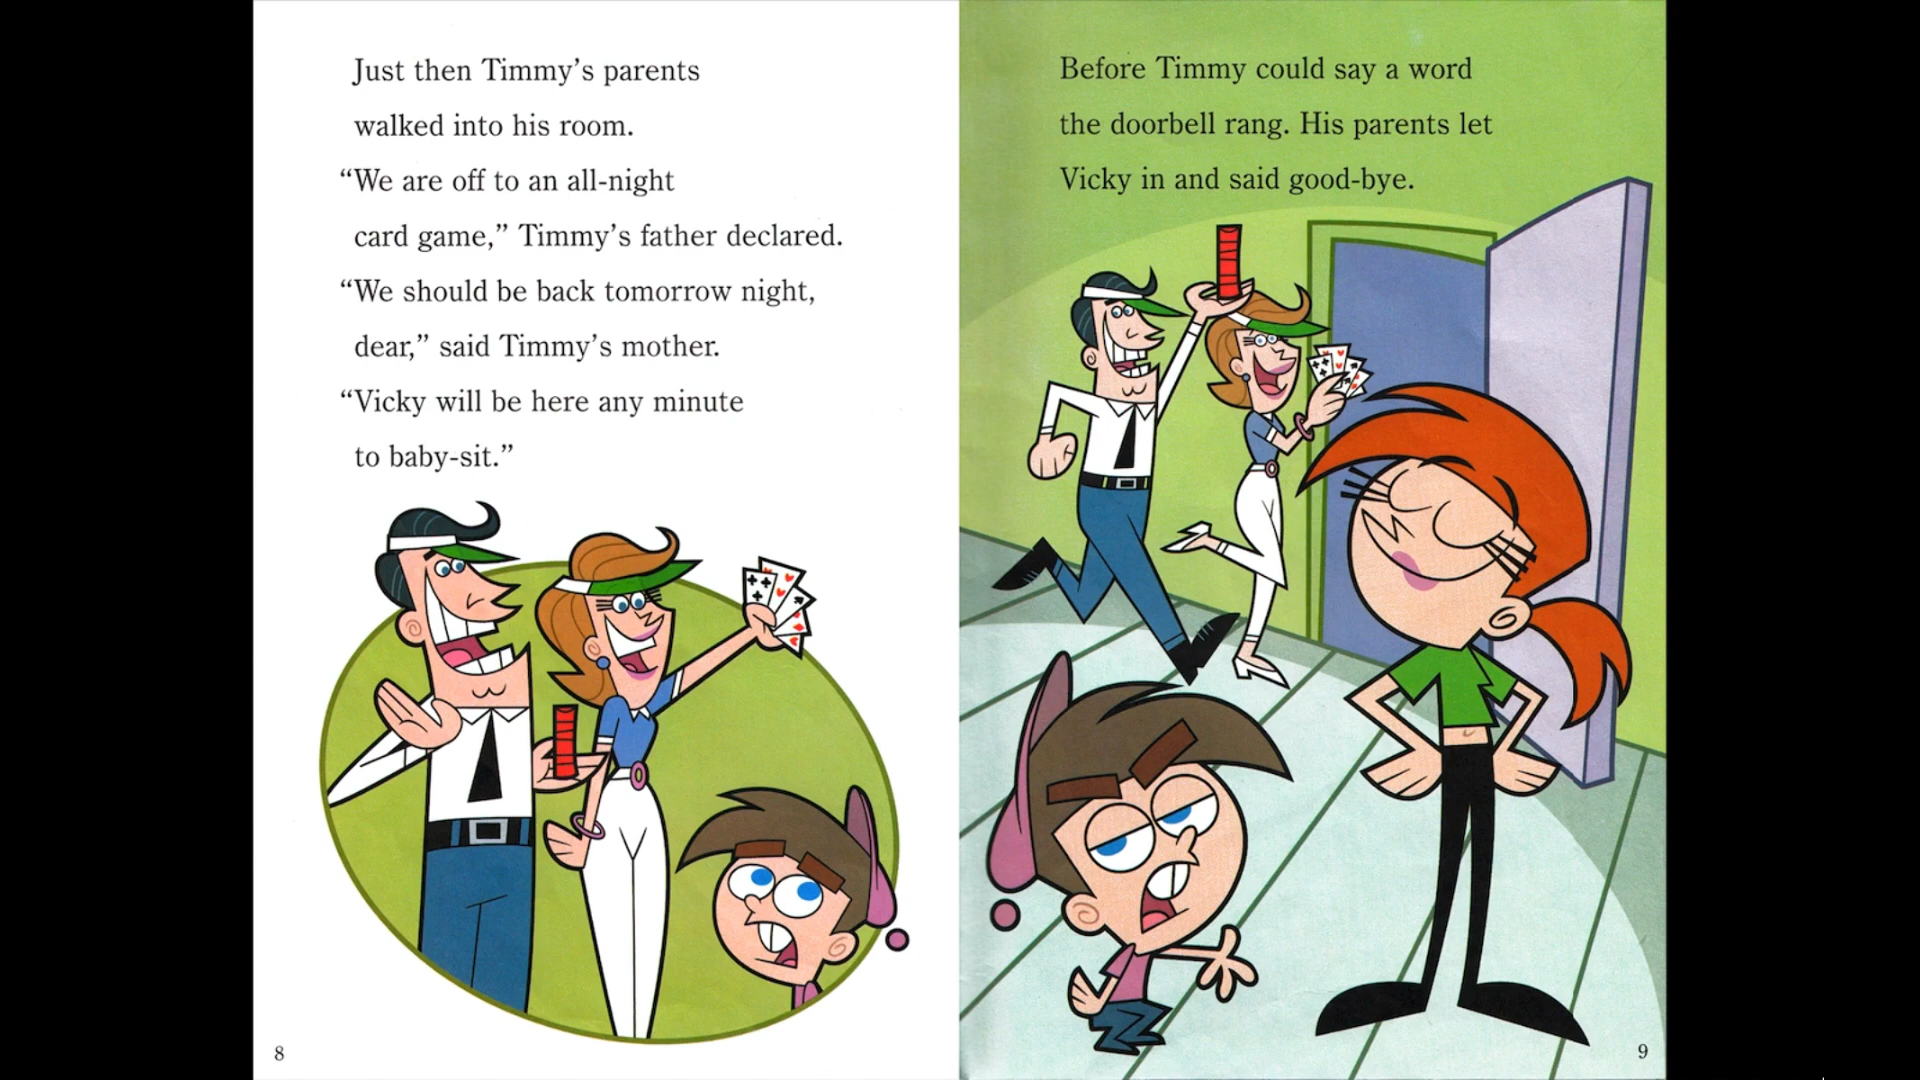 Just then Timmy’s parents
walked into his room.
“We are off to an all-night
card game,” Timmy’s father declared.
“We should be back tomorrow night,
dear,” said Timmy’s mother.
“Vicky will be here any minute
to baby-sit.”
8
Before Timmy could say a word
the doorbell rang. His parents let
Vicky in and said good-bye.
9